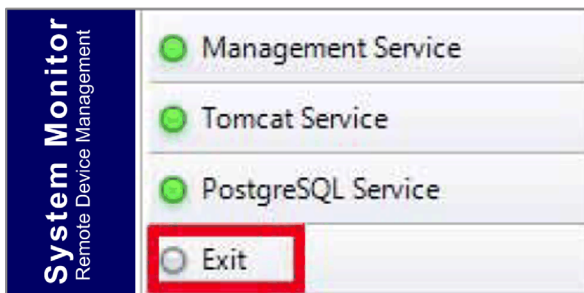 System Monitor
Remote Device Management
Management Service
Tomcat Service
PostgreSQL Service
Exit